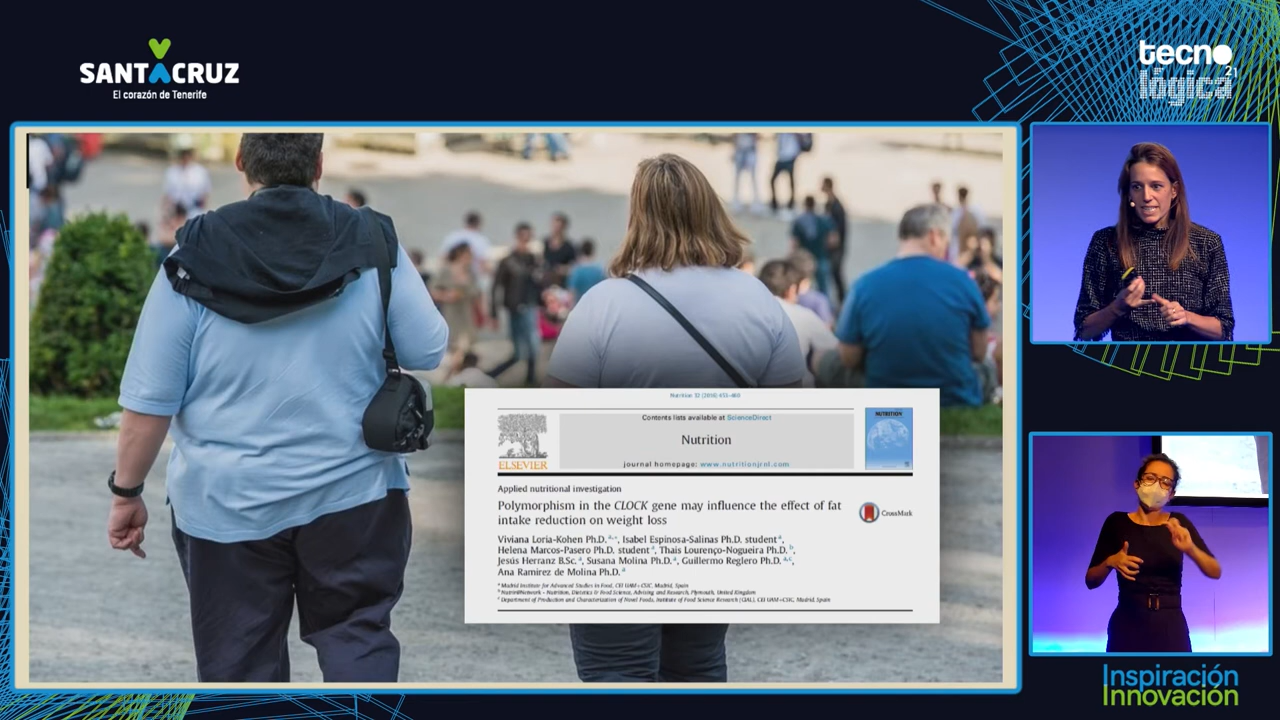 SANTACRUZ
El corazón de Tenerife
tecno
lógica
21
Nutrition 32 (2016) 453–460
Contents lists available at ScienceDirect
Nutrition
journal homepage: www.nutritionjrnl.com
ELSEVIER
NUTRITION
Applied nutritional investigation
Polymorphism in the CLOCK gene may influence the effect of fat
intake reduction on weight loss
CrossMark
Viviana Loria-Kohen Ph.D. a,*, Isabel Espinosa-Salinas Ph.D. student a,
Helena Marcos-Pasero Ph.D. student a, Thais Lourenço-Nogueira Ph.D. b,
Jesús Herranz B.Sc. a, Susana Molina Ph.D. a, Guillermo Reglero Ph.D. a,c,
Ana Ramirez de Molina Ph.D. a
a Madrid Institute for Advanced Studies in Food, CEI UAM+CSIC, Madrid, Spain
b NutriNetwork – Nutrition, Dietetics & Food Science, Advising and Research, Plymouth, United Kingdom
c Department of Production and Characterization of Novel Foods, Institute of Food Science Research (CIAL), CEI UAM+CSIC, Madrid, Spain
Inspiración
Innovación